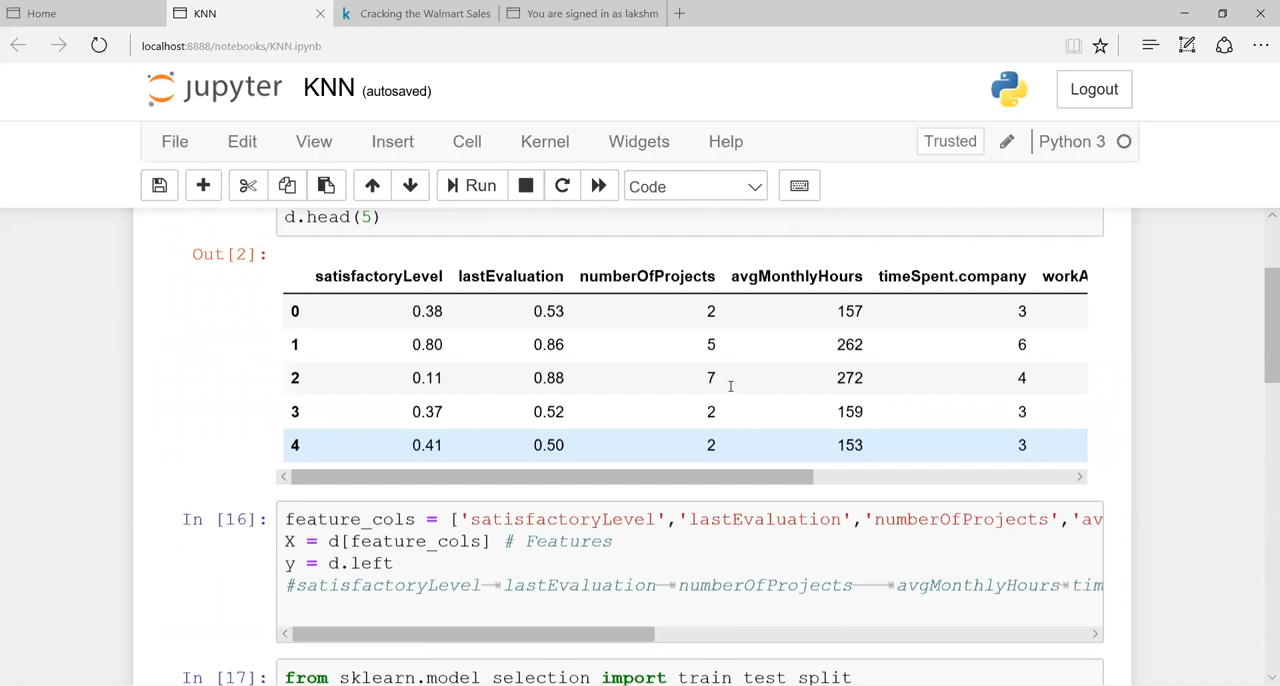 Home KNN Cracking the Walmart Sales You are signed in as lakshm
localhost:8888/notebooks/KNN.ipynb
jupyter KNN (autosaved) Logout
File Edit View Insert Cell Kernel Widgets Help Trusted Python 3
Run Code
d.head(5)
Out[2]:
satisfactoryLevel lastEvaluation numberOfProjects avgMonthlyHours timeSpent.company workA
0 0.38 0.53 2 157 3
1 0.80 0.86 5 262 6
2 0.11 0.88 7 272 4
3 0.37 0.52 2 159 3
4 0.41 0.50 2 153 3
In [16]: feature_cols = ['satisfactoryLevel','lastEvaluation','numberOfProjects','av
X = d[feature_cols] # Features
y = d.left
#satisfactoryLevel lastEvaluation numberOfProjects avgMonthlyHours tim
In [17]: from sklearn.model_selection import train_test_split